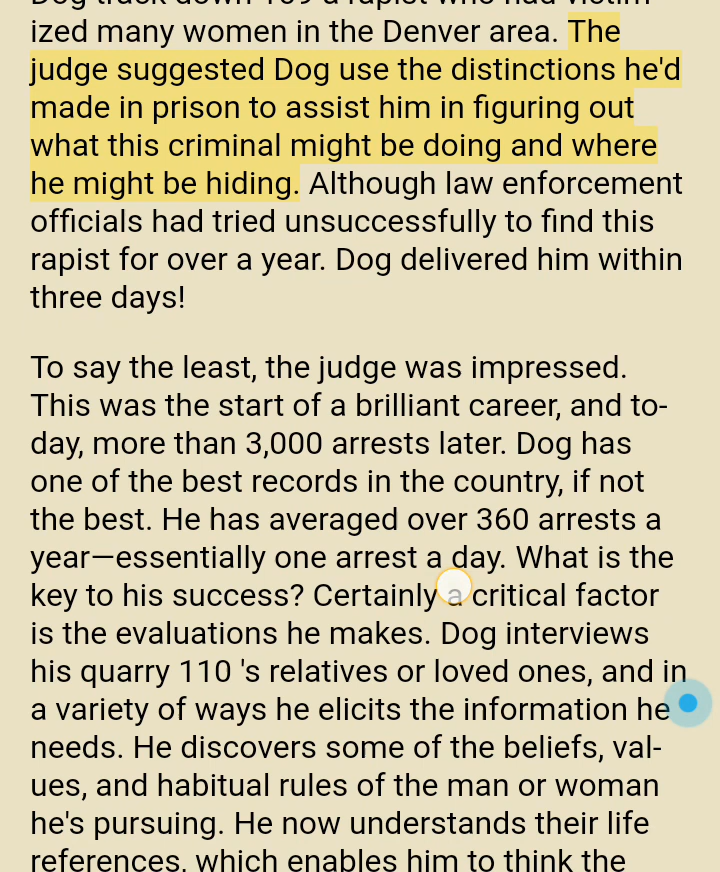 Dog track down 109 a rapist who had victim-
ized many women in the Denver area. The
judge suggested Dog use the distinctions he'd
made in prison to assist him in figuring out
what this criminal might be doing and where
he might be hiding. Although law enforcement
officials had tried unsuccessfully to find this
rapist for over a year. Dog delivered him within
three days!
To say the least, the judge was impressed.
This was the start of a brilliant career, and to-
day, more than 3,000 arrests later. Dog has
one of the best records in the country, if not
the best. He has averaged over 360 arrests a
year—essentially one arrest a day. What is the
key to his success? Certainly a critical factor
is the evaluations he makes. Dog interviews
his quarry 110 's relatives or loved ones, and in
a variety of ways he elicits the information he
needs. He discovers some of the beliefs, val-
ues, and habitual rules of the man or woman
he's pursuing. He now understands their life
references, which enables him to think the